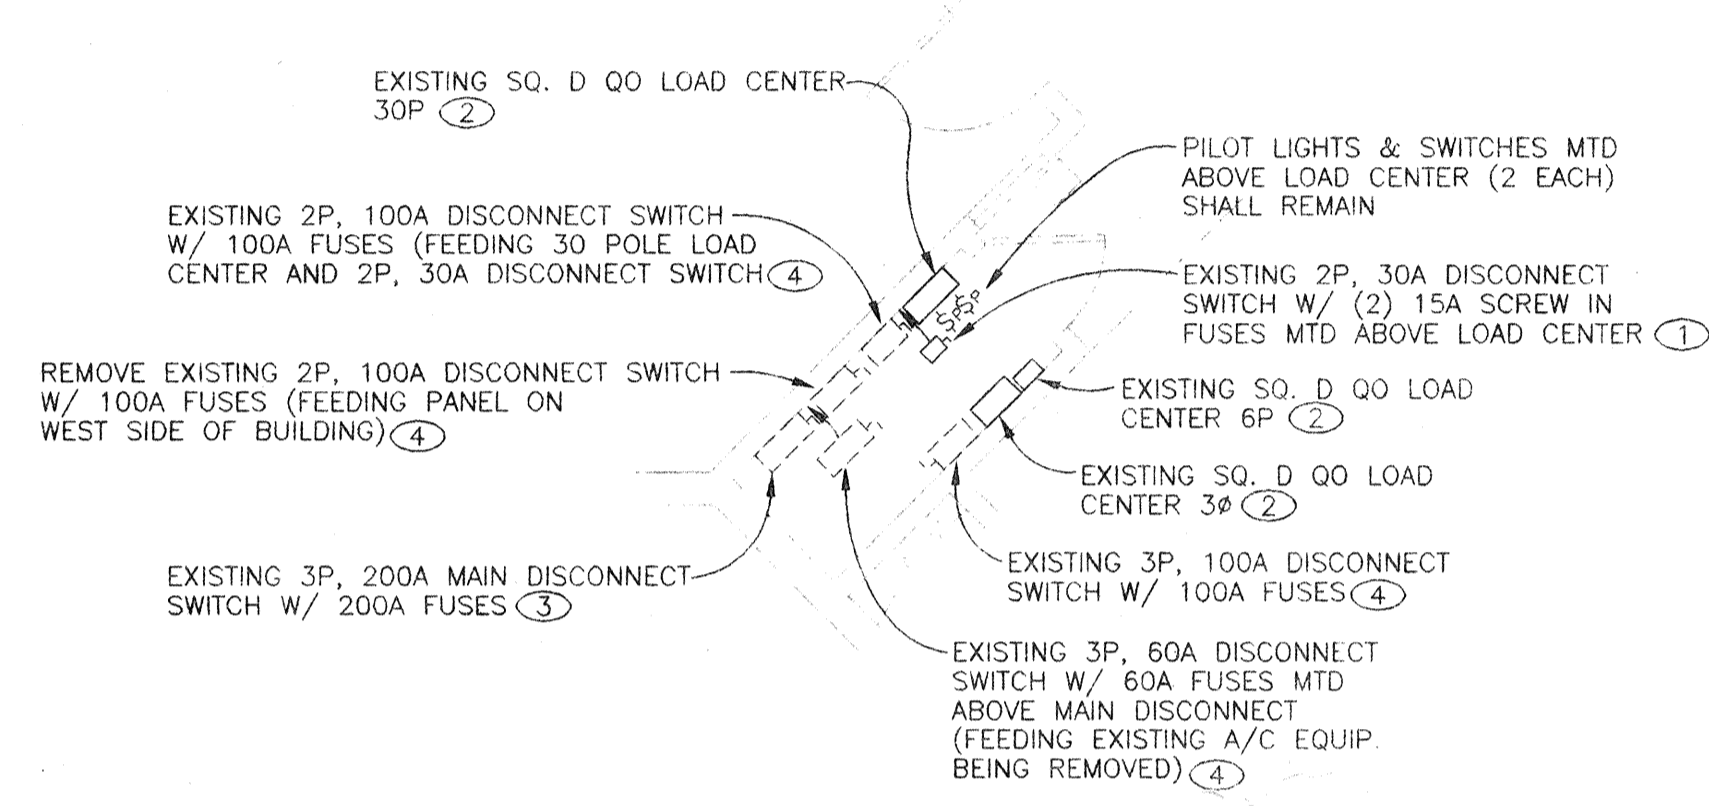 EXISTING SQ. D QO LOAD CENTER
30P 2
PILOT LIGHTS & SWITCHES MTD
ABOVE LOAD CENTER (2 EACH)
SHALL REMAIN
EXISTING 2P, 100A DISCONNECT SWITCH
W/ 100A FUSES (FEEDING 30 POLE LOAD
CENTER AND 2P, 30A DISCONNECT SWITCH 4
EXISTING 2P, 30A DISCONNECT
SWITCH W/ (2) 15A SCREW IN
FUSES MTD ABOVE LOAD CENTER 1
$P $P
REMOVE EXISTING 2P, 100A DISCONNECT SWITCH
W/ 100A FUSES (FEEDING PANEL ON
WEST SIDE OF BUILDING) 4
EXISTING SQ. D QO LOAD
CENTER 6P 2
EXISTING SQ. D QO LOAD
CENTER 3ø 2
EXISTING 3P, 200A MAIN DISCONNECT
SWITCH W/ 200A FUSES 3
EXISTING 3P, 100A DISCONNECT
SWITCH W/ 100A FUSES 4
EXISTING 3P, 60A DISCONNECT
SWITCH W/ 60A FUSES MTD
ABOVE MAIN DISCONNECT
(FEEDING EXISTING A/C EQUIP.
BEING REMOVED) 4